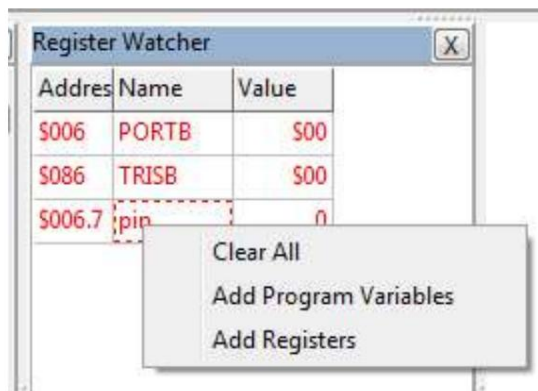 Register Watcher X
Addres Name Value
$006 PORTB $00
$086 TRISB $00
$006.7 pin 0
Clear All
Add Program Variables
Add Registers